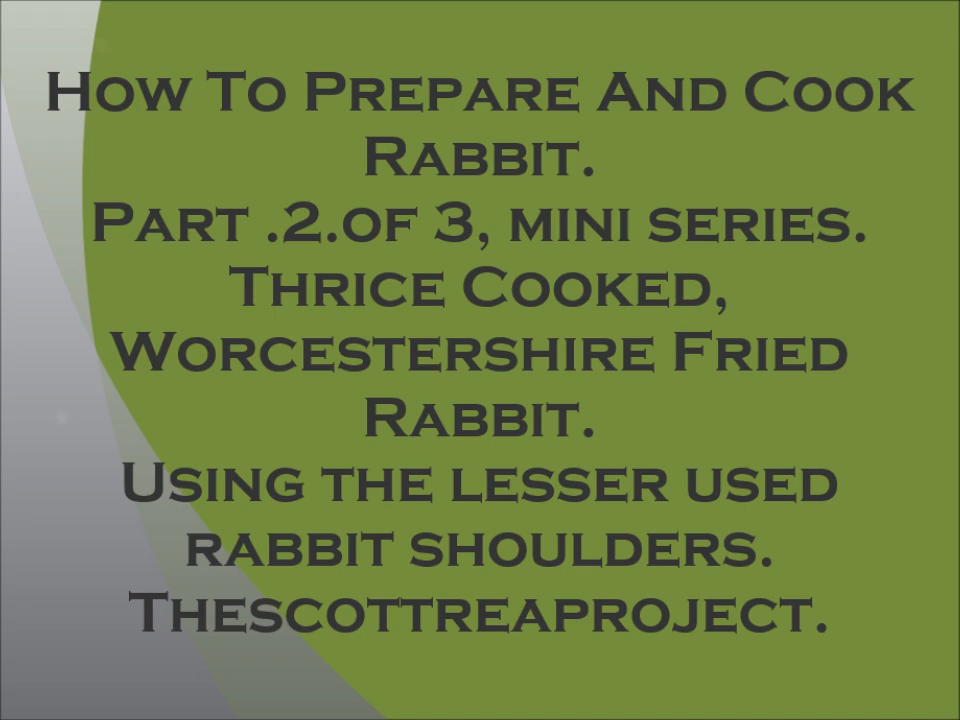 How To Prepare And Cook
Rabbit.
Part .2.of 3, mini series.
Thrice Cooked,
Worcestershire Fried
Rabbit.
Using the lesser used
rabbit shoulders.
Thescottreaproject.